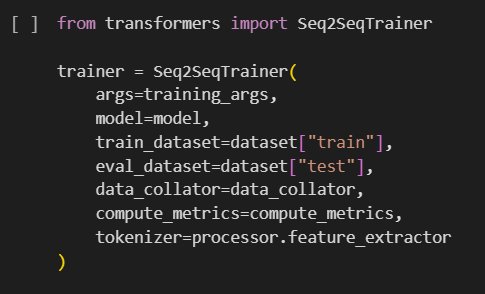 [ ] from transformers import Seq2SeqTrainer
trainer = Seq2SeqTrainer(
    args=training_args,
    model=model,
    train_dataset=dataset["train"],
    eval_dataset=dataset["test"],
    data_collator=data_collator,
    compute_metrics=compute_metrics,
    tokenizer=processor.feature_extractor
)